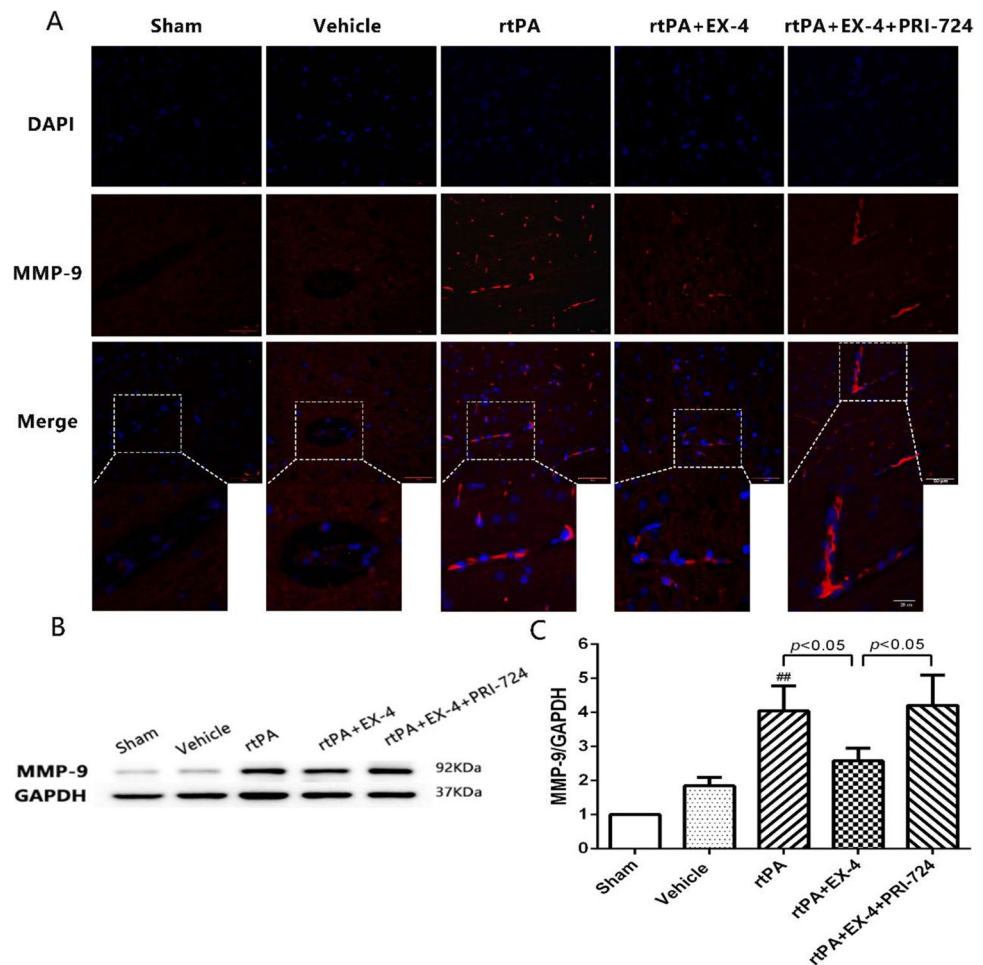 A
Sham Vehicle rtPA rtPA+EX-4 rtPA+EX-4+PRI-724
DAPI
MMP-9
Merge
B
Sham Vehicle rtPA rtPA+EX-4 rtPA+EX-4+PRI-724
MMP-9 92KDa
GAPDH 37KDa
C
p<0.05 p<0.05
##
MMP-9/GAPDH
6
5
4
3
2
1
0
Sham Vehicle rtPA rtPA+EX-4 rtPA+EX-4+PRI-724